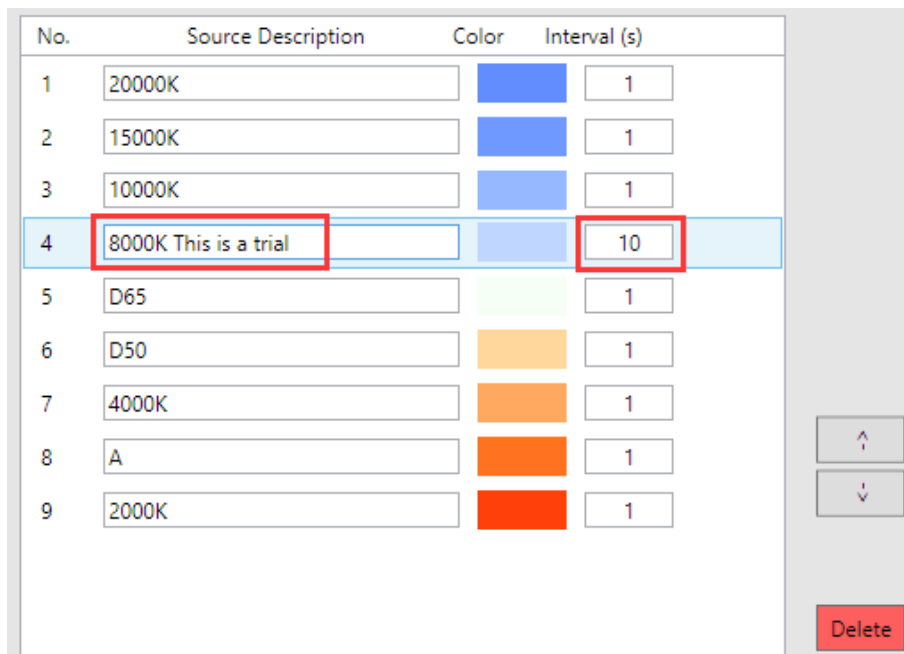 No. Source Description Color Interval (s)
1 20000K 1
2 15000K 1
3 10000K 1
4 8000K This is a trial 10
5 D65 1
6 D50 1
7 4000K 1
8 A 1
9 2000K 1
Delete